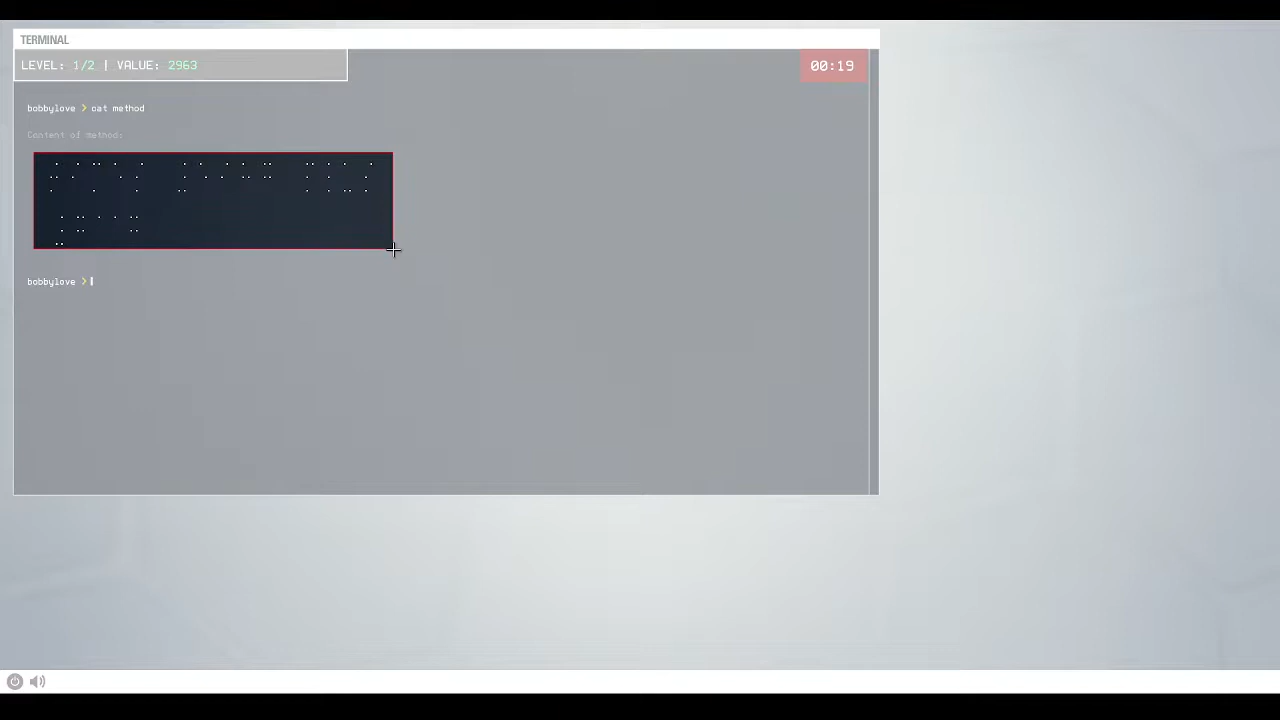 TERMINAL
LEVEL: 1/2 | VALUE: 2963
00:19
bobbylove > cat method
Content of method:
⠞⠊⠍⠑⠎ ⠼⠑⠊⠓⠛ ⠏⠇⠥⠎
⠼⠛⠁⠁⠛
bobbylove >